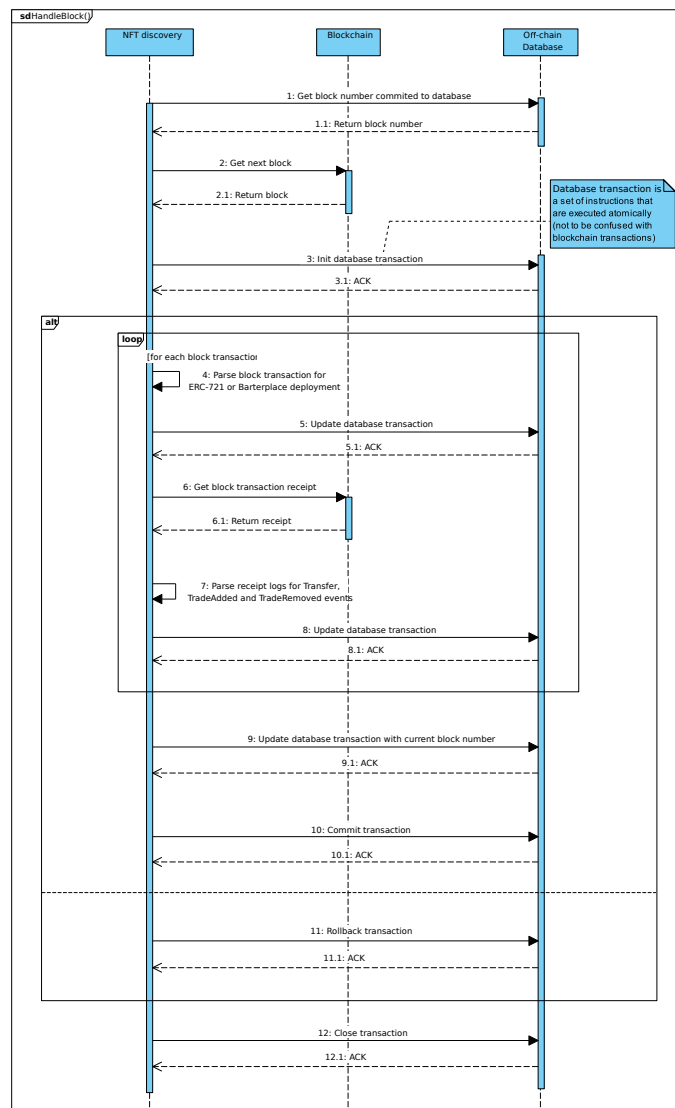 sdHandleBlock()
NFT discovery
Blockchain
Off-chain
Database
1: Get block number commited to database
1.1: Return block number
2: Get next block
2.1: Return block
Database transaction is
a set of instructions that
are executed atomically
(not to be confused with
blockchain transactions)
3: Init database transaction
3.1: ACK
alt
loop
[for each block transaction
4: Parse block transaction for
ERC-721 or Barterplace deployment
5: Update database transaction
5.1: ACK
6: Get block transaction receipt
6.1: Return receipt
7: Parse receipt logs for Transfer,
TradeAdded and TradeRemoved events
8: Update database transaction
8.1: ACK
9: Update database transaction with current block number
9.1: ACK
10: Commit transaction
10.1: ACK
11: Rollback transaction
11.1: ACK
12: Close transaction
12.1: ACK